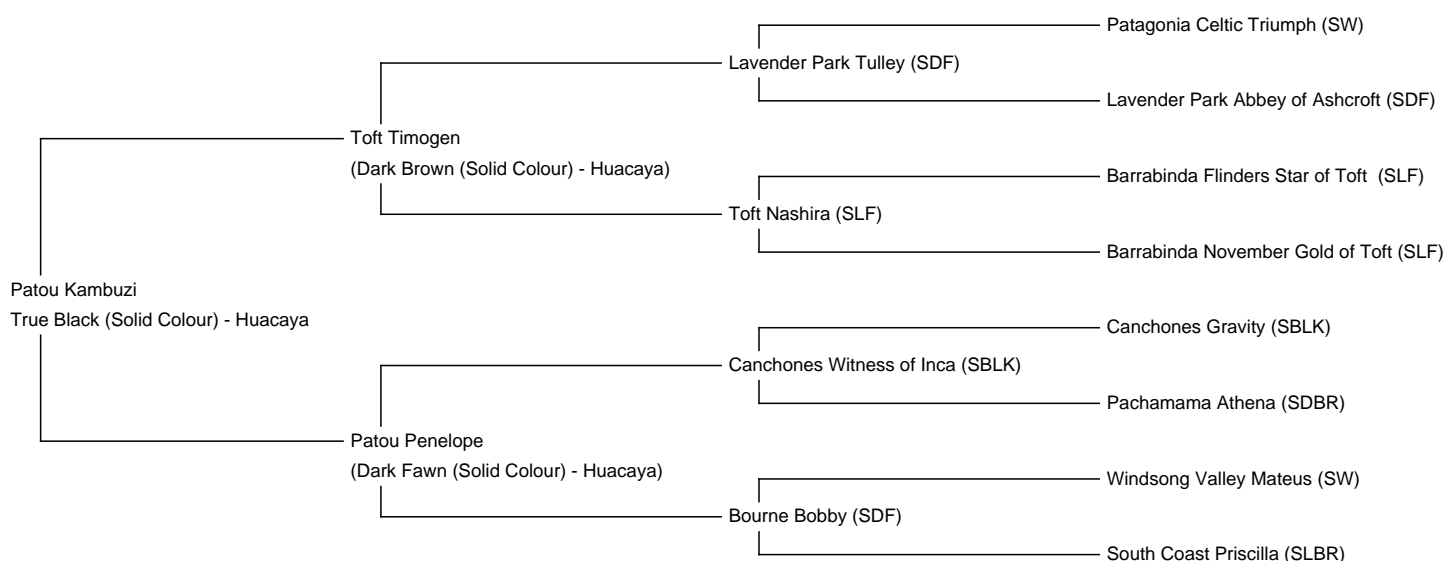 Patagonia Celtic Triumph (SW)
Lavender Park Tulley (SDF)
Lavender Park Abbey of Ashcroft (SDF)
Toft Timogen
(Dark Brown (Solid Colour) - Huacaya)
Barrabinda Flinders Star of Toft  (SLF)
Toft Nashira (SLF)
Barrabinda November Gold of Toft (SLF)
Patou Kambuzi
True Black (Solid Colour) - Huacaya
Canchones Gravity (SBLK)
Canchones Witness of Inca (SBLK)
Pachamama Athena (SDBR)
Patou Penelope
(Dark Fawn (Solid Colour) - Huacaya)
Windsong Valley Mateus (SW)
Bourne Bobby (SDF)
South Coast Priscilla (SLBR)